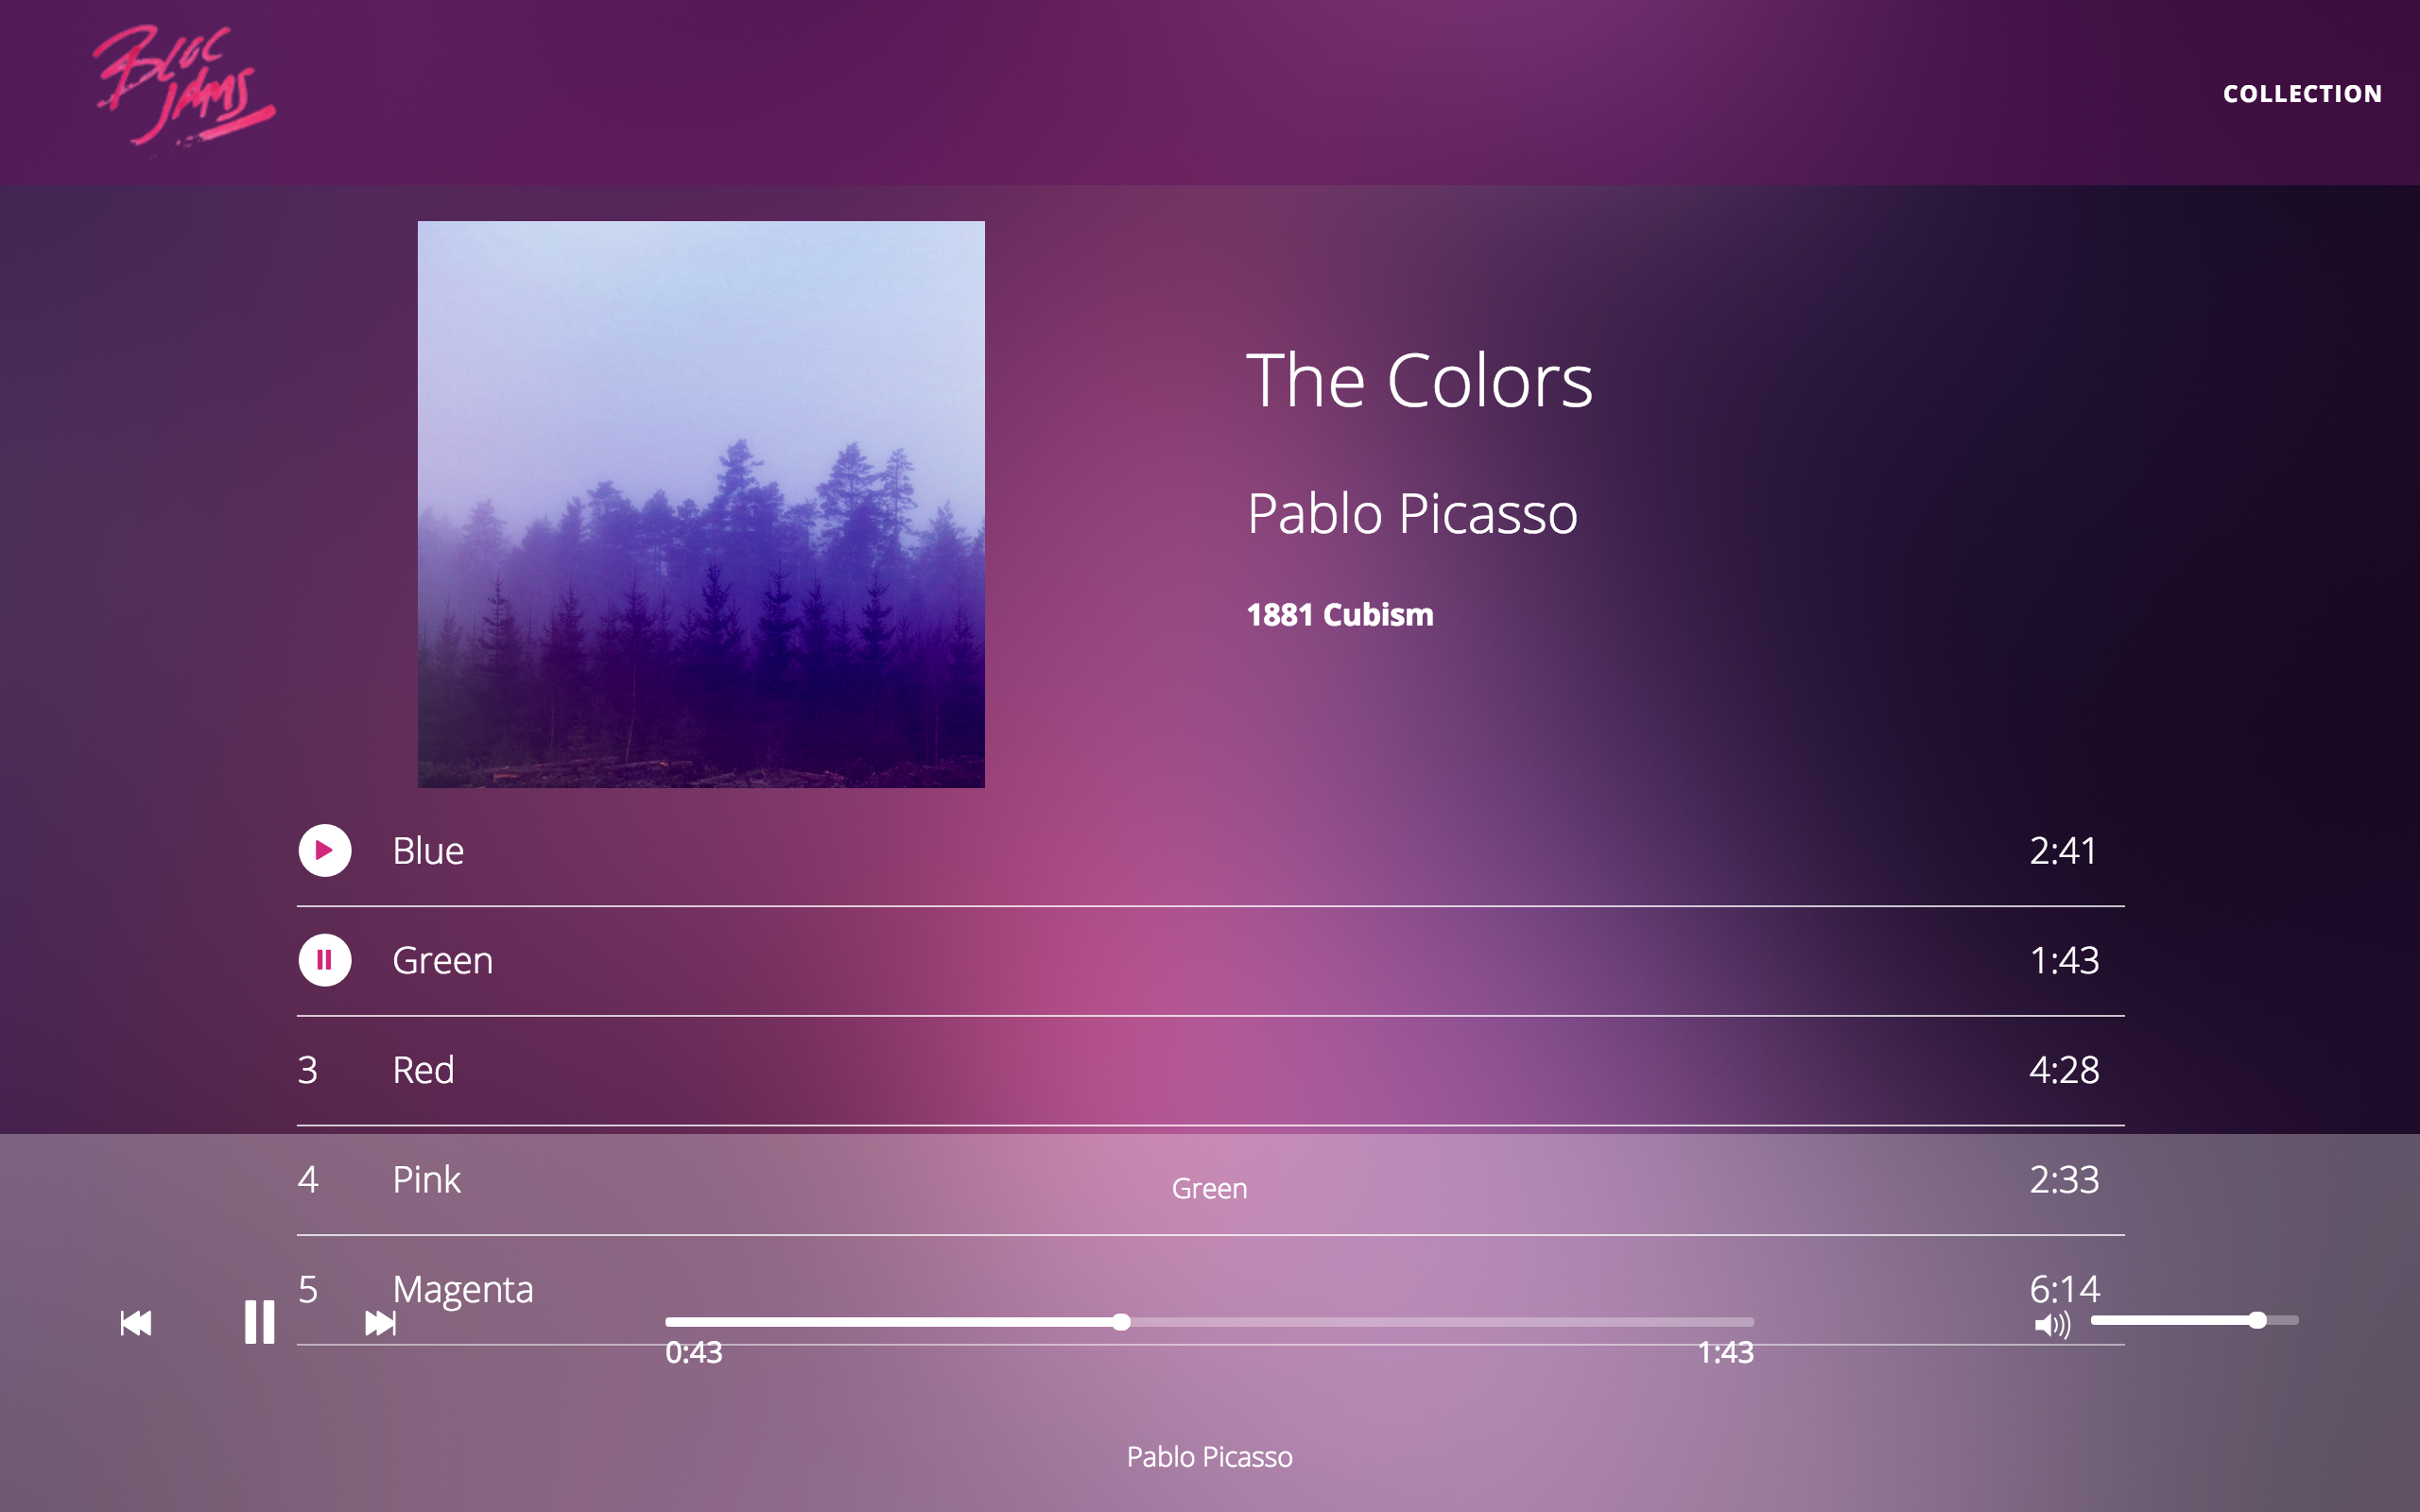 BLOC
JAMS
COLLECTION
The Colors
Pablo Picasso
1881 Cubism
Blue 2:41
Green 1:43
3 Red 4:28
4 Pink 2:33
Green
5 Magenta 6:14
0:43 1:43
Pablo Picasso